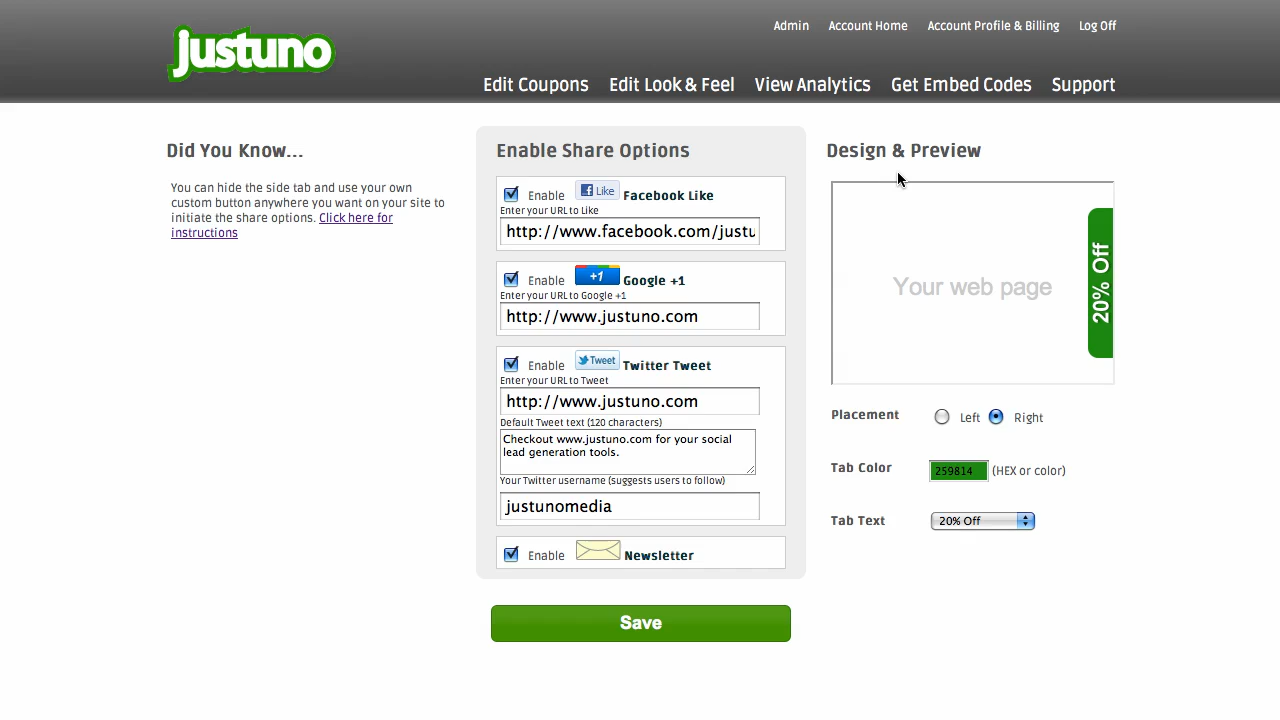 justuno
Admin Account Home Account Profile & Billing Log Off
Edit Coupons Edit Look & Feel View Analytics Get Embed Codes Support
Did You Know...
You can hide the side tab and use your own
custom button anywhere you want on your site to
initiate the share options. Click here for
instructions
Enable Share Options
Enable Like Facebook Like
Enter your URL to Like
http://www.facebook.com/justu
Enable +1 Google +1
Enter your URL to Google +1
http://www.justuno.com
Enable Tweet Twitter Tweet
Enter your URL to Tweet
http://www.justuno.com
Default Tweet text (120 characters)
Checkout www.justuno.com for your social
lead generation tools.
Your Twitter username (suggests users to follow)
justunomedia
Enable Newsletter
Save
Design & Preview
Your web page
20% Off
Placement Left Right
Tab Color 259814 (HEX or color)
Tab Text 20% Off